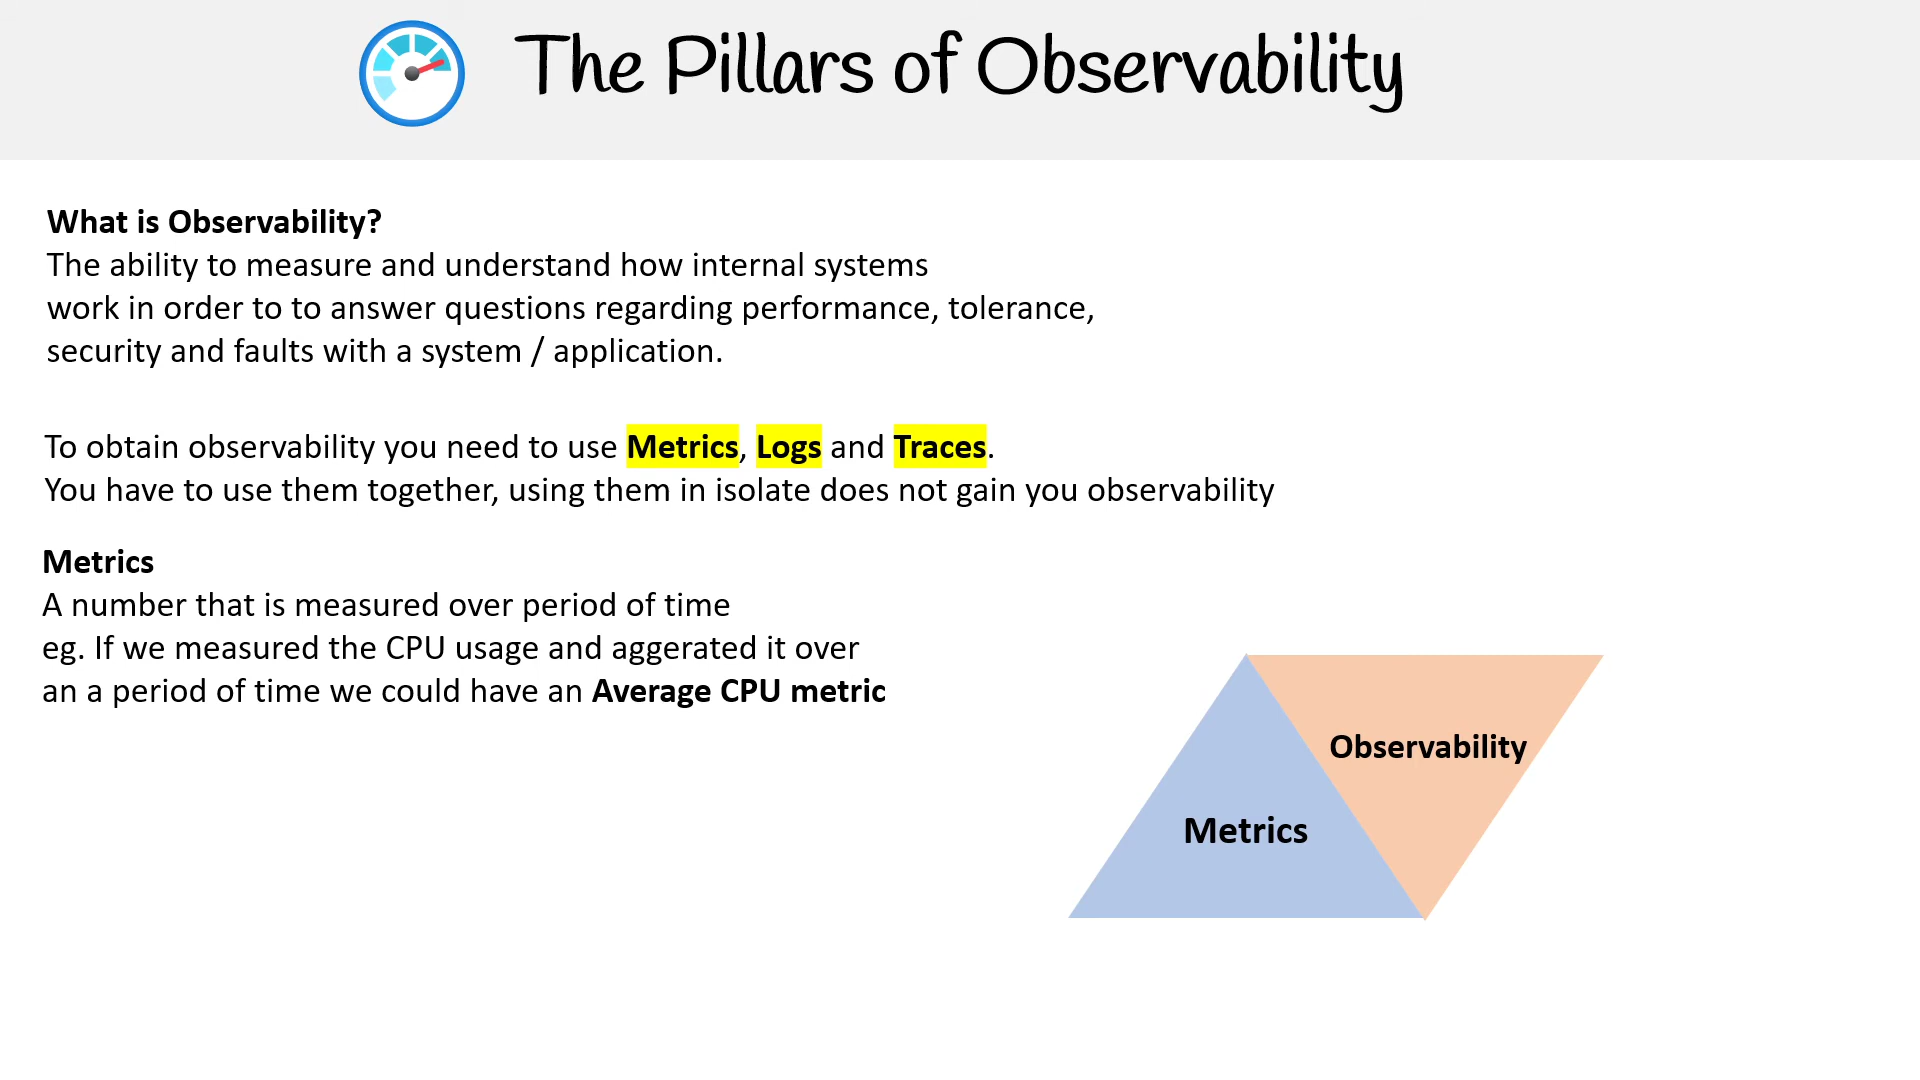 The Pillars of Observability
What is Observability?
The ability to measure and understand how internal systems
work in order to to answer questions regarding performance, tolerance,
security and faults with a system / application.
To obtain observability you need to use Metrics, Logs and Traces.
You have to use them together, using them in isolate does not gain you observability
Metrics
A number that is measured over period of time
eg. If we measured the CPU usage and aggerated it over
an a period of time we could have an Average CPU metric
Observability
Metrics